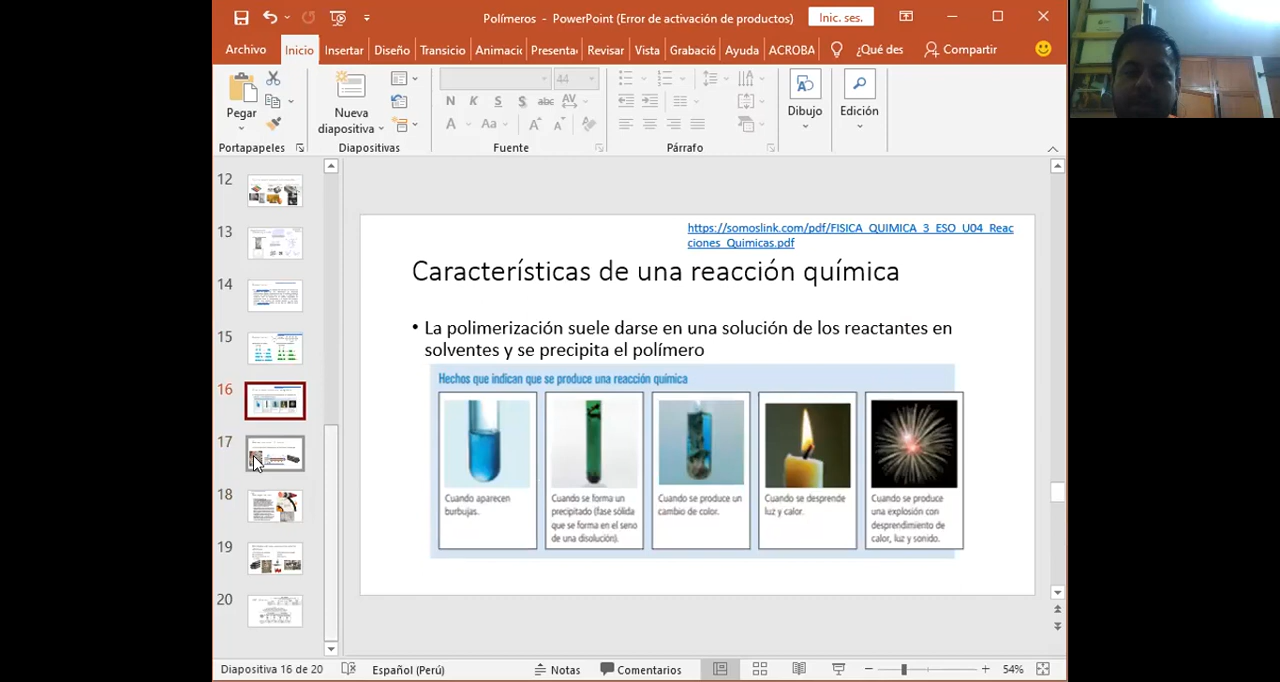 Polímeros - PowerPoint (Error de activación de productos)
Inic. ses.
Archivo
Inicio
Insertar
Diseño
Transicio
Animacio
Presenta
Revisar
Vista
Grabació
Ayuda
ACROBA
¿Qué des
Compartir
Pegar
Nueva
diapositiva
44
N K S S abc AV
A Aa A A
Dibujo
Edición
Portapapeles
Diapositivas
Fuente
Párrafo
12
13
14
15
16
17
18
19
20
https://somoslink.com/pdf/FISICA_QUIMICA_3_ESO_U04_Reac
ciones_Quimicas.pdf
Características de una reacción química
• La polimerización suele darse en una solución de los reactantes en
solventes y se precipita el polímero
Hechos que indican que se produce una reacción química
Cuando aparecen
burbujas.
Cuando se forma un
precipitado (fase sólida
que se forma en el seno
de una disolución).
Cuando se produce un
cambio de color.
Cuando se desprende
luz y calor.
Cuando se produce
una explosión con
desprendimiento de
calor, luz y sonido.
Diapositiva 16 de 20
Español (Perú)
Notas
Comentarios
54%